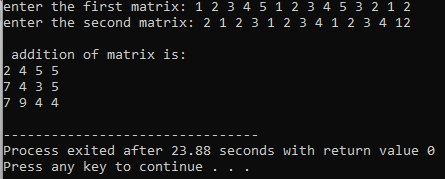 enter the first matrix: 1 2 3 4 5 1 2 3 4 5 3 2 1 2
enter the second matrix: 2 1 2 3 1 2 3 4 1 2 3 4 12
addition of matrix is:
2 4 5 5
7 4 3 5
7 9 4 4
--------------------------------
Process exited after 23.88 seconds with return value 0
Press any key to continue . . .